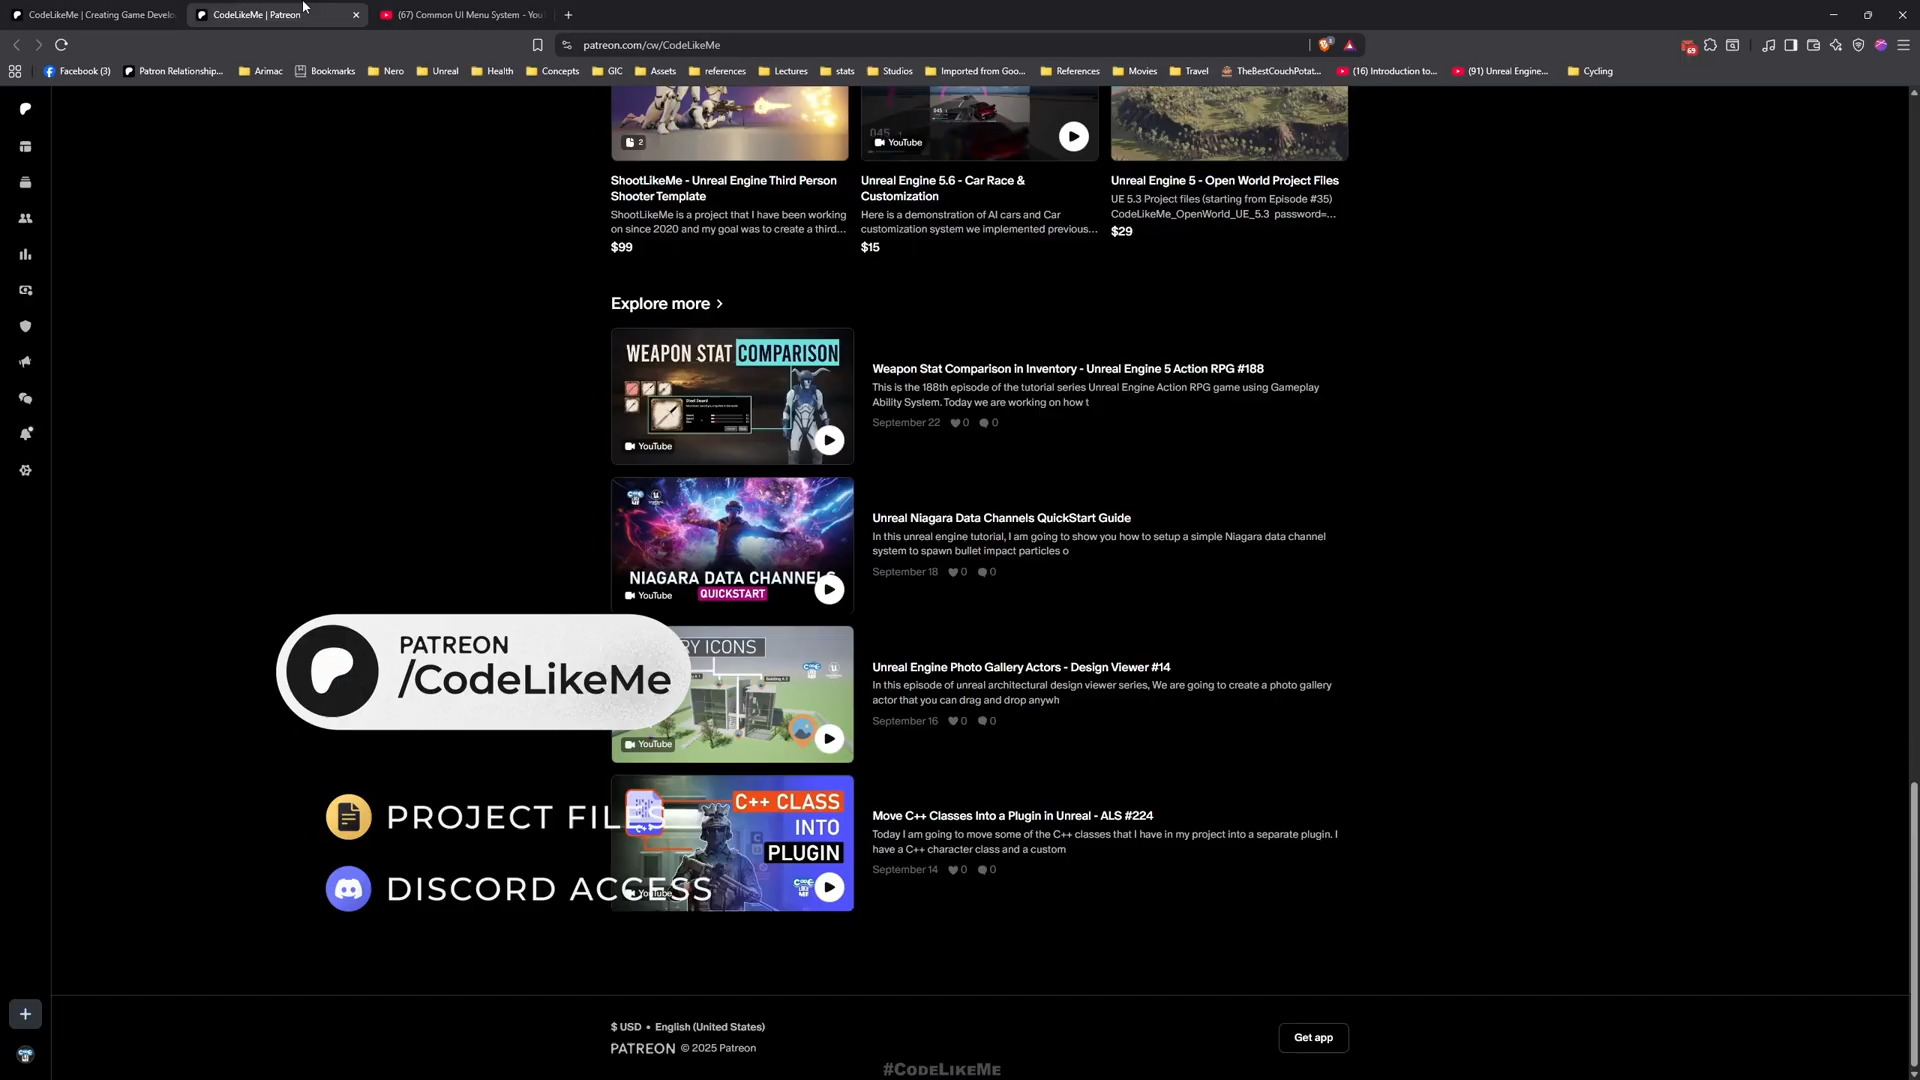 CodeLikeMe | Creating Game Develo
CodeLikeMe | Patreon
(67) Common UI Menu System - You
patreon.com/cw/CodeLikeMe
Facebook (3)
Patron Relationship...
Arimac
Bookmarks
Nero
Unreal
Health
Concepts
GIC
Assets
references
Lectures
stats
Studios
Imported from Goo...
References
Movies
Travel
TheBestCouchPotat...
(16) Introduction to...
(91) Unreal Engine...
Cycling
69
2
YouTube
ShootLikeMe - Unreal Engine Third Person
Shooter Template
ShootLikeMe is a project that I have been working
on since 2020 and my goal was to create a third...
$99
Unreal Engine 5.6 - Car Race &
Customization
Here is a demonstration of AI cars and Car
customization system we implemented previous...
$15
Unreal Engine 5 - Open World Project Files
UE 5.3 Project files (starting from Episode #35)
CodeLikeMe_OpenWorld_UE_5.3 password=...
$29
Explore more
WEAPON STAT COMPARISON
YouTube
Weapon Stat Comparison in Inventory - Unreal Engine 5 Action RPG #188
This is the 188th episode of the tutorial series Unreal Engine Action RPG game using Gameplay
Ability System. Today we are working on how t
September 22 0 0
NIAGARA DATA CHANNELS
QUICKSTART
YouTube
Unreal Niagara Data Channels QuickStart Guide
In this unreal engine tutorial, I am going to show you how to setup a simple Niagara data channel
system to spawn bullet impact particles o
September 18 0 0
PATREON
/CodeLikeMe
RY ICONS
YouTube
Unreal Engine Photo Gallery Actors - Design Viewer #14
In this episode of unreal architectural design viewer series, We are going to create a photo gallery
actor that you can drag and drop anywh
September 16 0 0
PROJECT FILES
DISCORD ACCESS
C++ CLASS
INTO
PLUGIN
YouTube
Move C++ Classes Into a Plugin in Unreal - ALS #224
Today I am going to move some of the C++ classes that I have in my project into a separate plugin. I
have a C++ character class and a custom
September 14 0 0
$ USD • English (United States)
PATREON © 2025 Patreon
Get app
#CODELIKEME